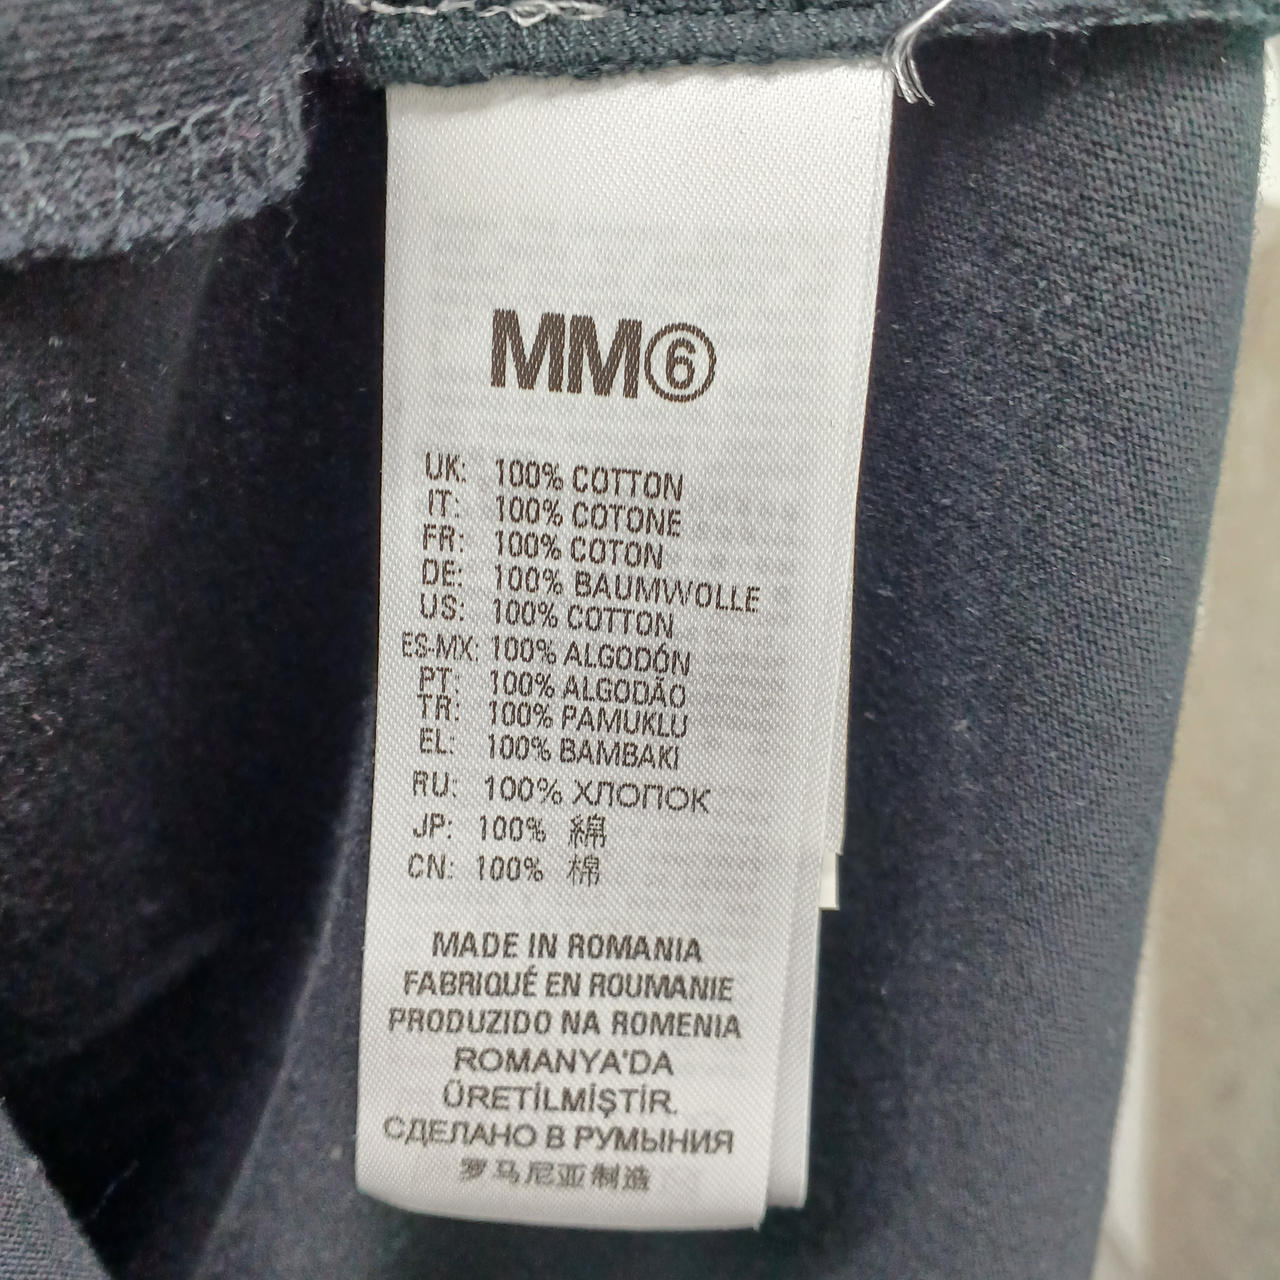 MM⑥
UK: 100% COTTON
IT: 100% COTONE
FR: 100% COTON
DE: 100% BAUMWOLLE
US: 100% COTTON
ES-MX: 100% ALGODÓN
PT: 100% ALGODÃO
TR: 100% PAMUKLU
EL: 100% BAMBAKI
RU: 100% ХЛОПОК
JP: 100% 綿
CN: 100% 棉
MADE IN ROMANIA
FABRIQUÉ EN ROUMANIE
PRODUZIDO NA ROMENIA
ROMANYA'DA
ÜRETİLMİŞTİR.
СДЕЛАНО В РУМЫНИЯ
罗马尼亚制造